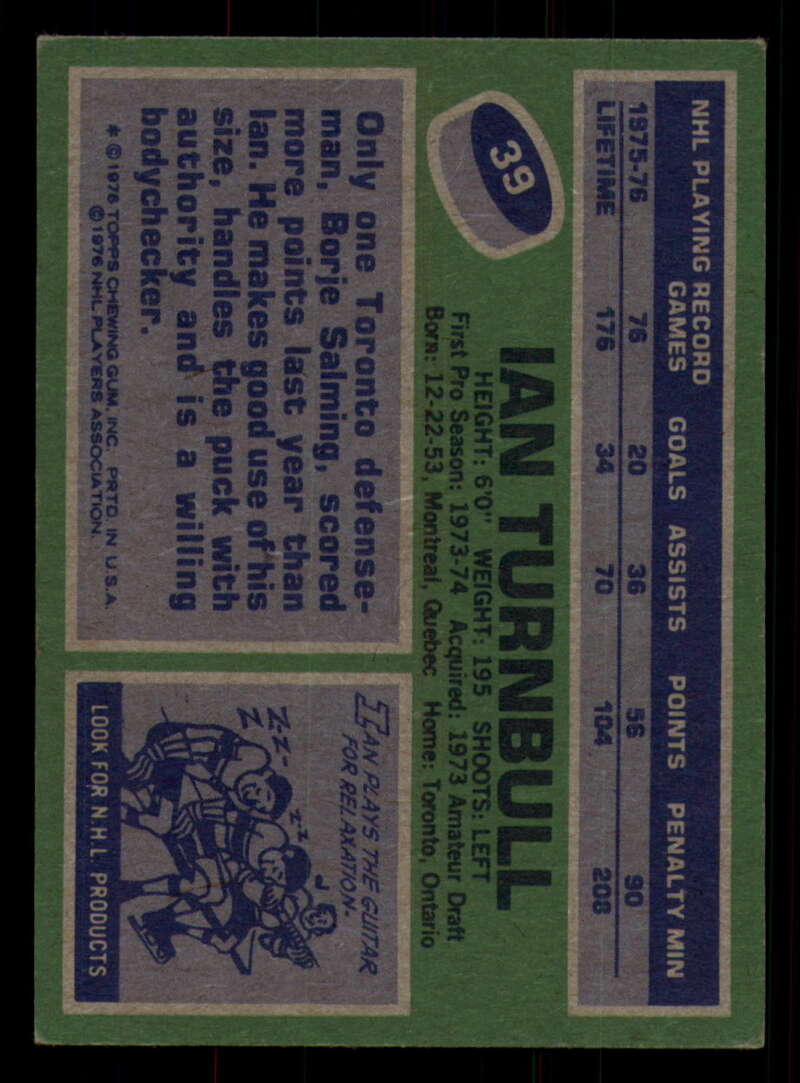 NHL PLAYING RECORD
GAMES GOALS ASSISTS POINTS PENALTY MIN
1975-76 76 20 36 56 90
LIFETIME 176 34 70 104 208
39
IAN TURNBULL
HEIGHT: 6'0" WEIGHT: 195 SHOOTS: LEFT
First Pro Season: 1973-74 Acquired: 1973 Amateur Draft
Born: 12-22-53, Montreal, Quebec Home: Toronto, Ontario
Only one Toronto defense-
man, Borje Salming, scored
more points last year than
Ian. He makes good use of his
size, handles the puck with
authority and is a willing
bodychecker.
* © 1976 TOPPS CHEWING GUM, INC. PRTD. IN U.S.A.
© 1976 NHL PLAYERS ASSOCIATION.
IAN PLAYS THE GUITAR
FOR RELAXATION.
Z-Z-
Z
Z Z
LOOK FOR N.H.L. PRODUCTS